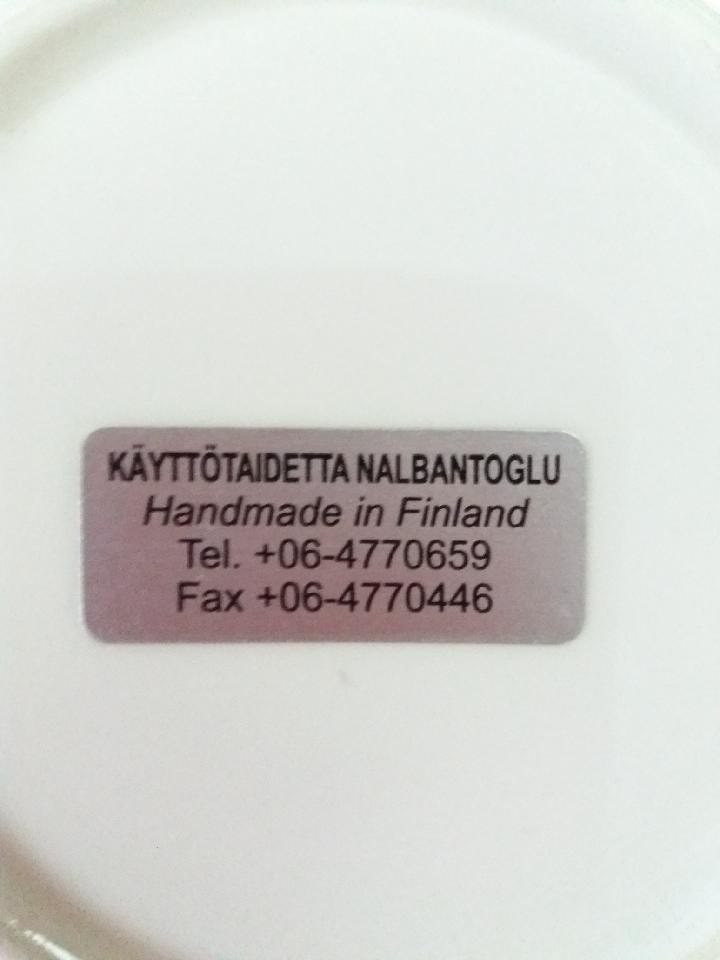 KÄYTTÖTAIDETTA NALBANTOGLU
Handmade in Finland
Tel. +06-4770659
Fax +06-4770446